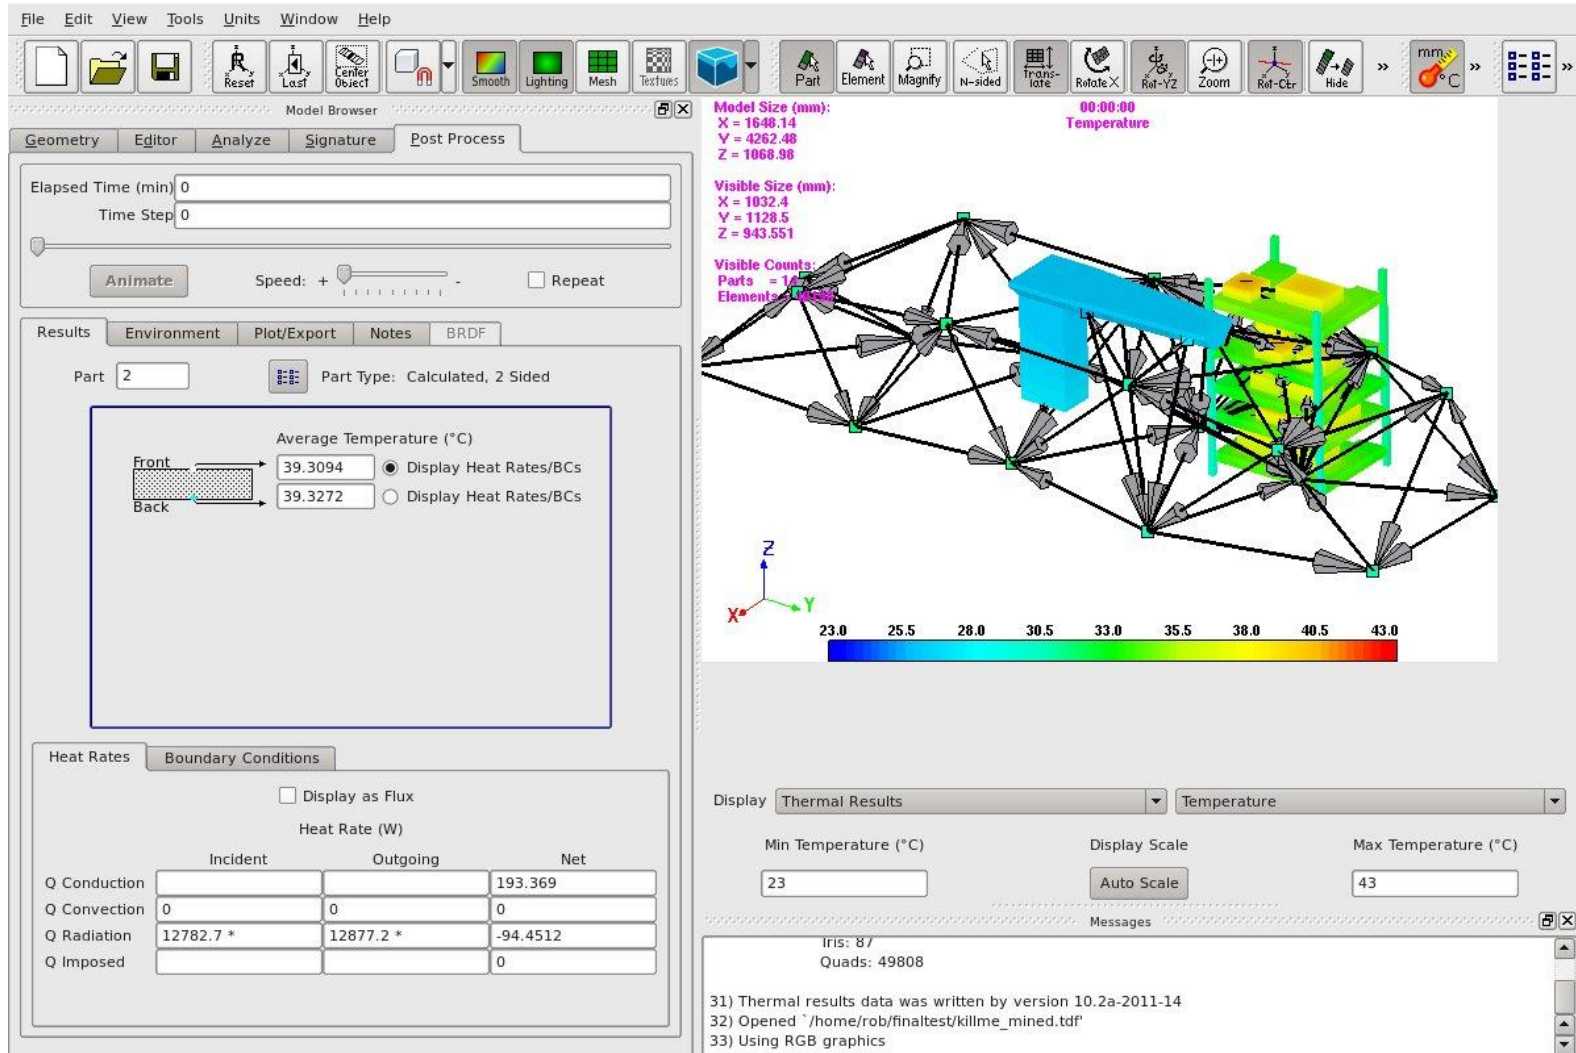 File Edit View Tools Units Window Help
Reset Last Center Object Smooth Lighting Mesh Textures Part Element Magnify N-sided Trans-late Rotate X Rot-YZ Zoom Rot-Ctr Hide » mm °C » »
Model Browser
Geometry Editor Analyze Signature Post Process
Elapsed Time (min) 0
Time Step 0
Animate Speed: + - Repeat
Results Environment Plot/Export Notes BRDF
Part 2 Part Type: Calculated, 2 Sided
Average Temperature (°C)
Front 39.3094 Display Heat Rates/BCs
Back 39.3272 Display Heat Rates/BCs
Heat Rates Boundary Conditions
Display as Flux
Heat Rate (W)
Incident Outgoing Net
Q Conduction 193.369
Q Convection 0 0 0
Q Radiation 12782.7 * 12877.2 * -94.4512
Q Imposed 0
Model Size (mm):
X = 1648.14
Y = 4262.48
Z = 1068.98
00:00:00
Temperature
Visible Size (mm):
X = 1032.4
Y = 1128.5
Z = 943.551
Visible Counts:
Parts = 
Elements
Z
X Y
23.0 25.5 28.0 30.5 33.0 35.5 38.0 40.5 43.0
Display Thermal Results Temperature
Min Temperature (°C) Display Scale Max Temperature (°C)
23 Auto Scale 43
Messages
Iris: 87
Quads: 49808
31) Thermal results data was written by version 10.2a-2011-14
32) Opened `/home/rob/finaltest/killme_mined.tdf'
33) Using RGB graphics